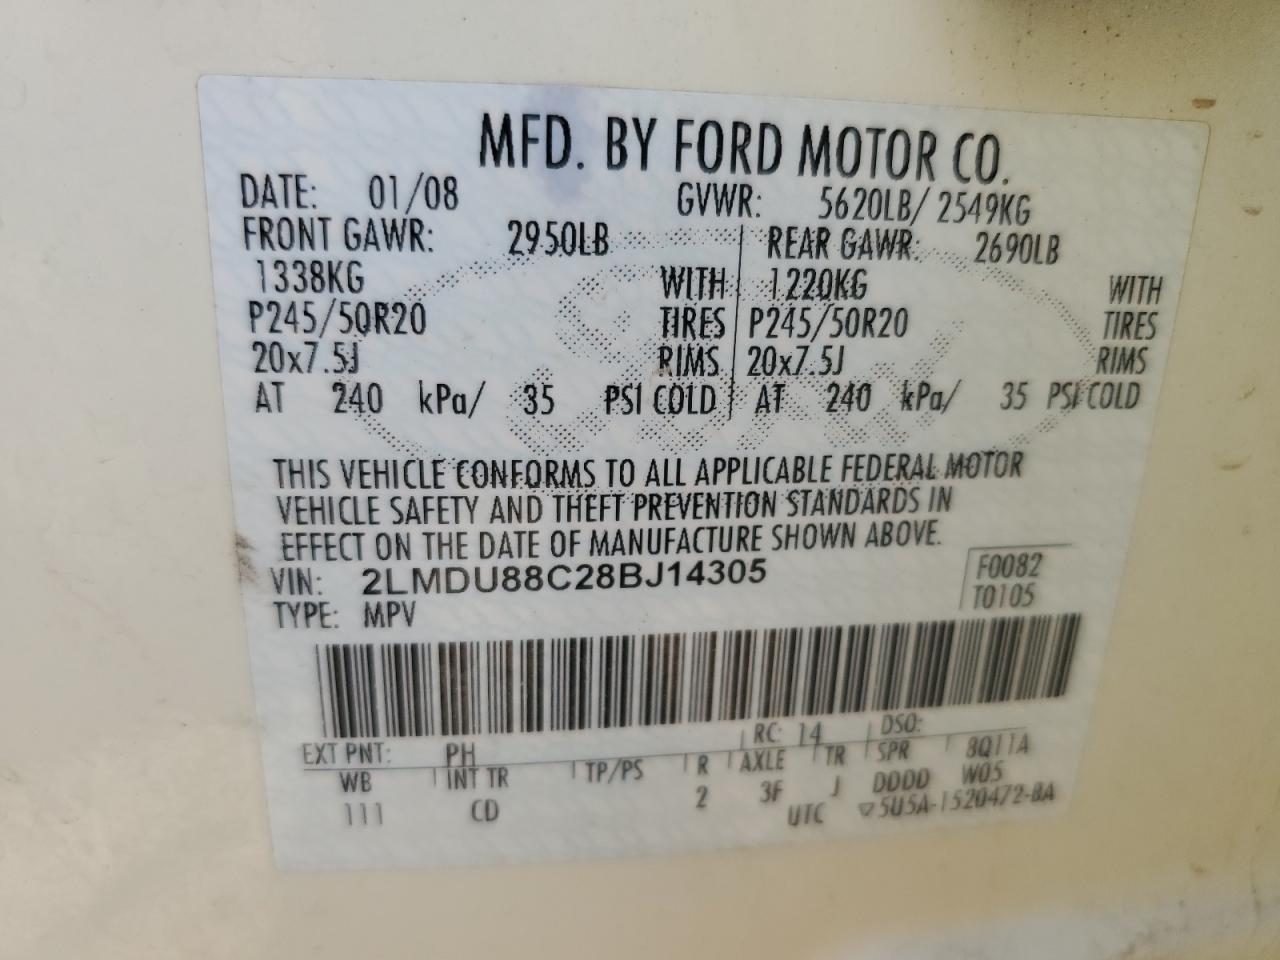 MFD. BY FORD MOTOR CO.
DATE: 01/08 GVWR: 5620LB/ 2549KG
FRONT GAWR: 2950LB REAR GAWR: 2690LB
1338KG WITH 1220KG WITH
P245/50R20 TIRES P245/50R20 TIRES
20x7.5J RIMS 20x7.5J RIMS
AT 240 kPa/ 35 PSI COLD AT 240 kPa/ 35 PSI COLD
THIS VEHICLE CONFORMS TO ALL APPLICABLE FEDERAL MOTOR
VEHICLE SAFETY AND THEFT PREVENTION STANDARDS IN
EFFECT ON THE DATE OF MANUFACTURE SHOWN ABOVE.
VIN: 2LMDU88C28BJ14305 F0082
TYPE: MPV T0105
EXT PNT: PH RC: 14 DSO:
WB INT TR TP/PS R AXLE TR SPR 8Q11A
111 CD 2 3F J DDDD W05
UTC ▽5U5A-1520472-BA